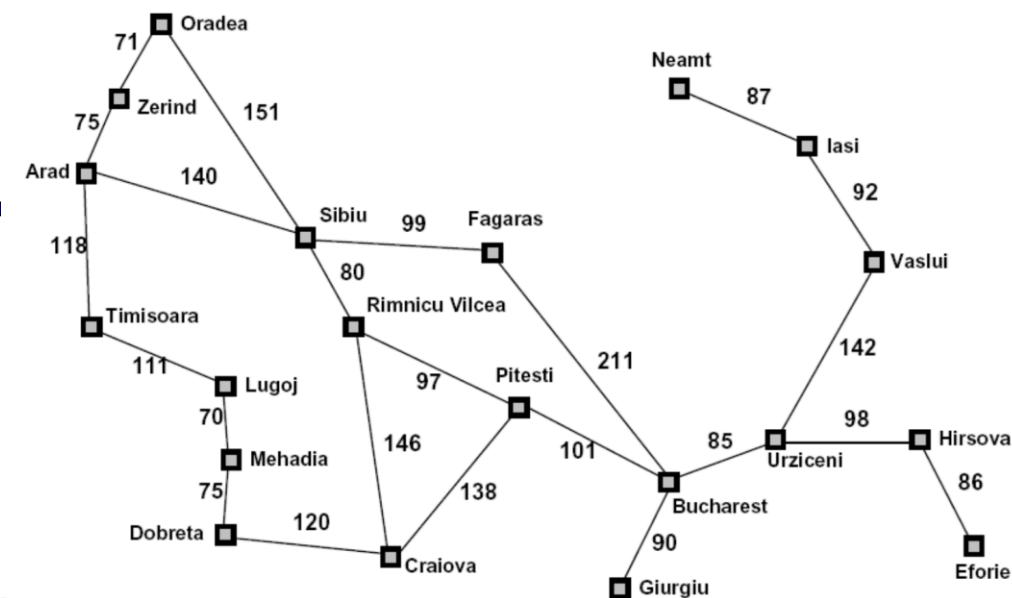 Oradea
71
Neamt
87
Zerind
151
75
Iasi
Arad
140
92
Sibiu
99
Fagaras
118
Vaslui
80
Rimnicu Vilcea
Timisoara
142
111
211
Pitesti
Lugoj
97
70
98
85
Hirsova
146
101
Urziceni
Mehadia
86
75
138
Bucharest
120
Dobreta
90
Craiova
Eforie
Giurgiu